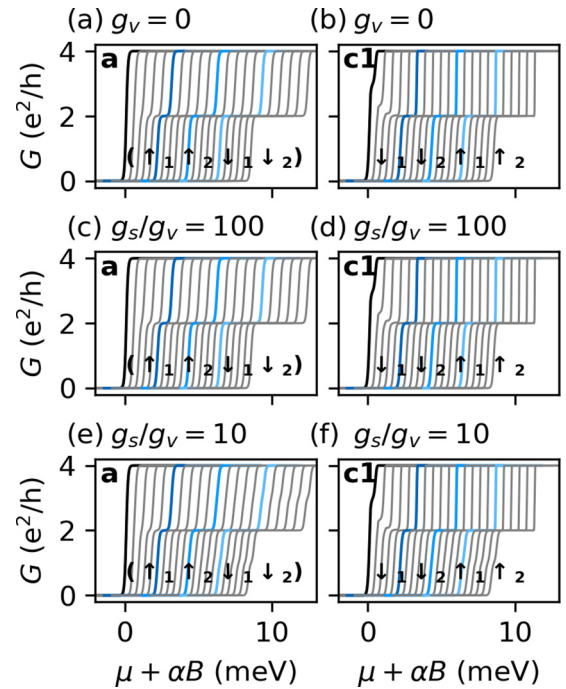 (a) g_v = 0
(b) g_v = 0
a
c1
G (e²/h)
4
2
0
(↑₁ ↑₂ ↓₁ ↓₂)
↓₁ ↓₂ ↑₁ ↑₂
(c) g_s/g_v = 100
(d) g_s/g_v = 100
a
c1
G (e²/h)
4
2
0
(↑₁ ↑₂ ↓₁ ↓₂)
↓₁ ↓₂ ↑₁ ↑₂
(e) g_s/g_v = 10
(f) g_s/g_v = 10
a
c1
G (e²/h)
4
2
0
(↑₁ ↑₂ ↓₁ ↓₂)
↓₁ ↓₂ ↑₁ ↑₂
0 10 0 10
μ + αB (meV) μ + αB (meV)